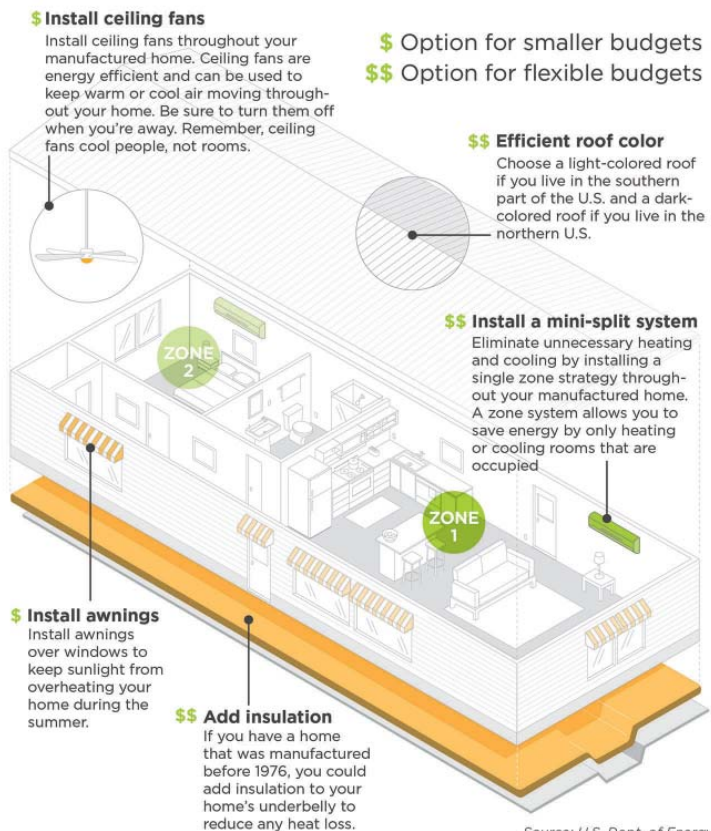 $ Install ceiling fans
Install ceiling fans throughout your
manufactured home. Ceiling fans are
energy efficient and can be used to
keep warm or cool air moving through-
out your home. Be sure to turn them off
when you're away. Remember, ceiling
fans cool people, not rooms.
$ Option for smaller budgets
$$ Option for flexible budgets
$$ Efficient roof color
Choose a light-colored roof
if you live in the southern
part of the U.S. and a dark-
colored roof if you live in the
northern U.S.
$$ Install a mini-split system
Eliminate unnecessary heating
and cooling by installing a
single zone strategy through-
out your manufactured home.
A zone system allows you to
save energy by only heating
or cooling rooms that are
occupied
ZONE
2
ZONE
1
$ Install awnings
Install awnings
over windows to
keep sunlight from
overheating your
home during the
summer.
$$ Add insulation
If you have a home
that was manufactured
before 1976, you could
add insulation to your
home's underbelly to
reduce any heat loss.
Source: U.S. Dept. of Energy